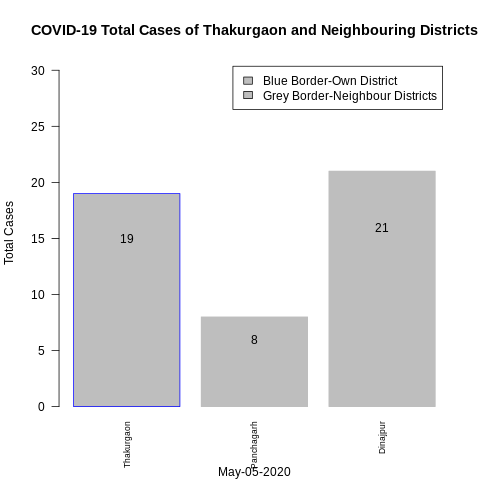 COVID-19 Total Cases of Thakurgaon and Neighbouring Districts
30
25
20
15
10
5
0
Total Cases
Blue Border-Own District
Grey Border-Neighbour Districts
19
8
21
Thakurgaon
Panchagarh
Dinajpur
May-05-2020